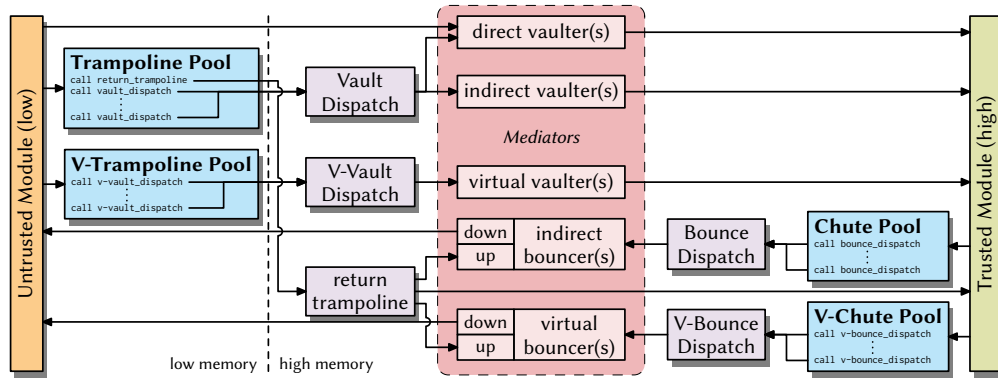 Untrusted Module (low)
Trampoline Pool
call return_trampoline
call vault_dispatch
call vault_dispatch
V-Trampoline Pool
call v-vault_dispatch
call v-vault_dispatch
low memory
high memory
Vault
Dispatch
V-Vault
Dispatch
return
trampoline
direct vaulter(s)
indirect vaulter(s)
Mediators
virtual vaulter(s)
down
up
indirect
bouncer(s)
down
up
virtual
bouncer(s)
Bounce
Dispatch
V-Bounce
Dispatch
Chute Pool
call bounce_dispatch
call bounce_dispatch
V-Chute Pool
call v-bounce_dispatch
call v-bounce_dispatch
Trusted Module (high)